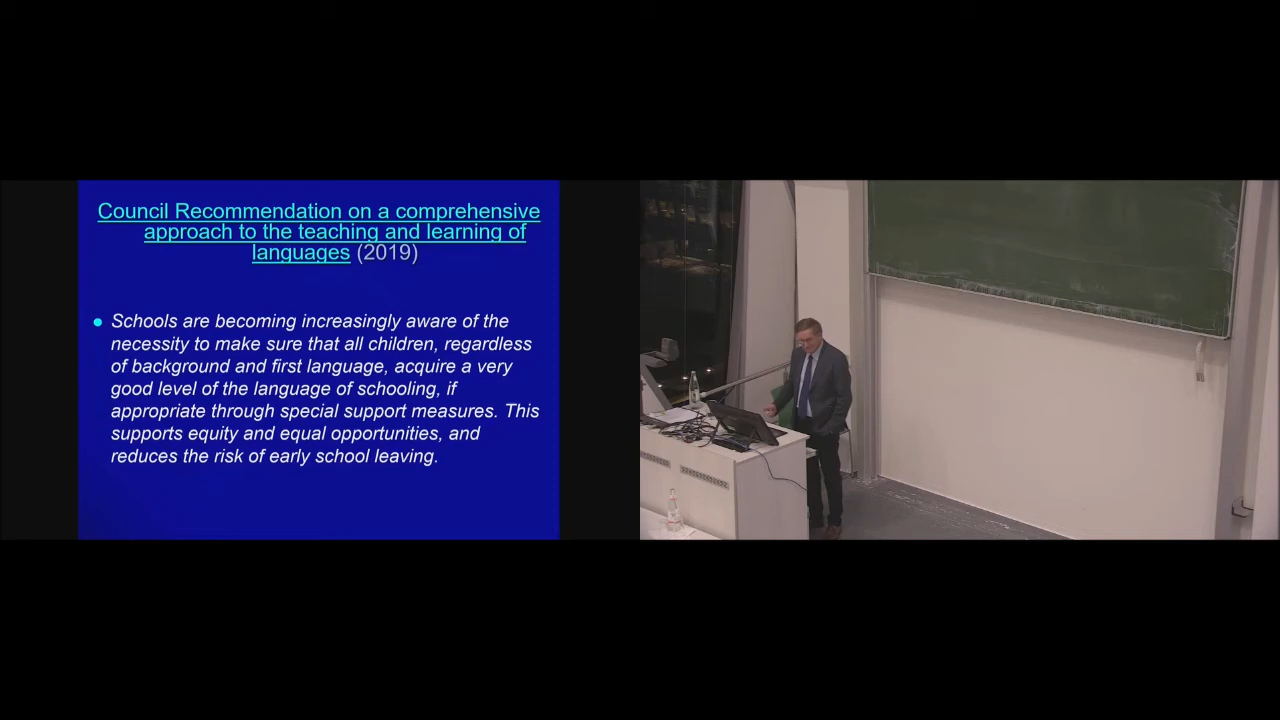 Council Recommendation on a comprehensive
approach to the teaching and learning of
languages (2019)
Schools are becoming increasingly aware of the
necessity to make sure that all children, regardless
of background and first language, acquire a very
good level of the language of schooling, if
appropriate through special support measures. This
supports equity and equal opportunities, and
reduces the risk of early school leaving.